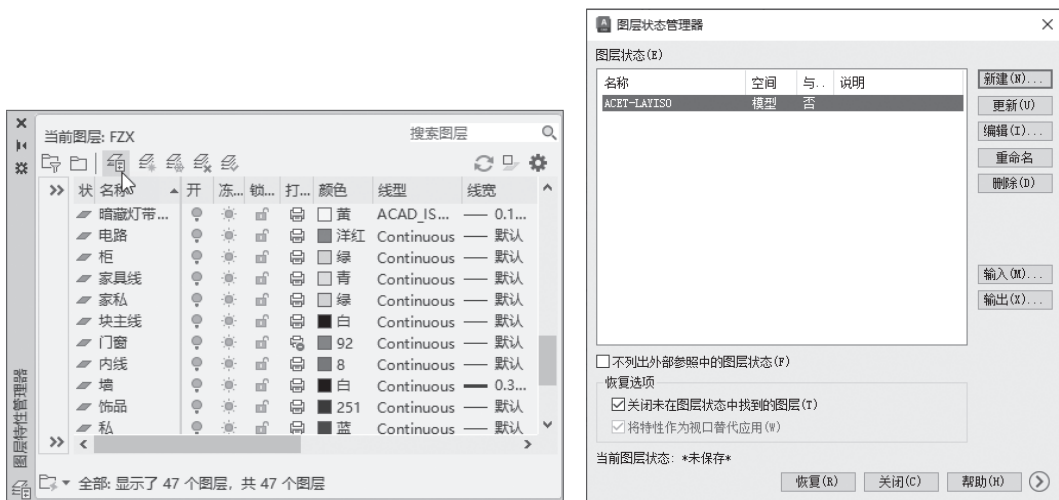 当前图层: FZX
搜索图层
状 名称 开 冻... 锁... 打... 颜色 线型 线宽
暗藏灯带... 黄 ACAD_IS... 0.1...
电路 洋红 Continuous 默认
柜 绿 Continuous 默认
家具线 青 Continuous 默认
家私 绿 Continuous 默认
块主线 白 Continuous 默认
门窗 92 Continuous 默认
内线 8 Continuous 默认
墙 白 Continuous 0.3...
饰品 251 Continuous 默认
私 蓝 Continuous 默认
全部: 显示了 47 个图层, 共 47 个图层
图层特性管理器
图层状态管理器
图层状态(E)
名称 空间 与.. 说明
ACET-LAYISO 模型 否
新建(N)...
更新(U)
编辑(I)...
重命名
删除(D)
输入(M)...
输出(X)...
不列出外部参照中的图层状态(F)
恢复选项
关闭未在图层状态中找到的图层(T)
将特性作为视口替代应用(W)
当前图层状态: *未保存*
恢复(R) 关闭(C) 帮助(H)